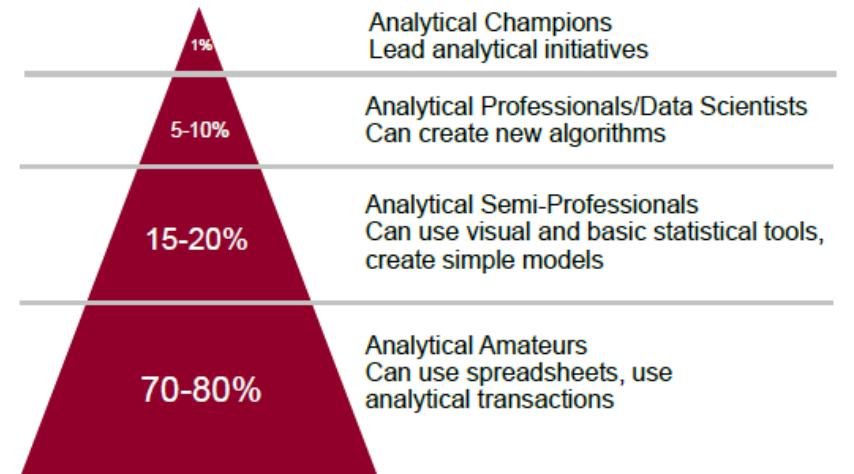 1%
Analytical Champions
Lead analytical initiatives
5-10%
Analytical Professionals/Data Scientists
Can create new algorithms
15-20%
Analytical Semi-Professionals
Can use visual and basic statistical tools,
create simple models
70-80%
Analytical Amateurs
Can use spreadsheets, use
analytical transactions